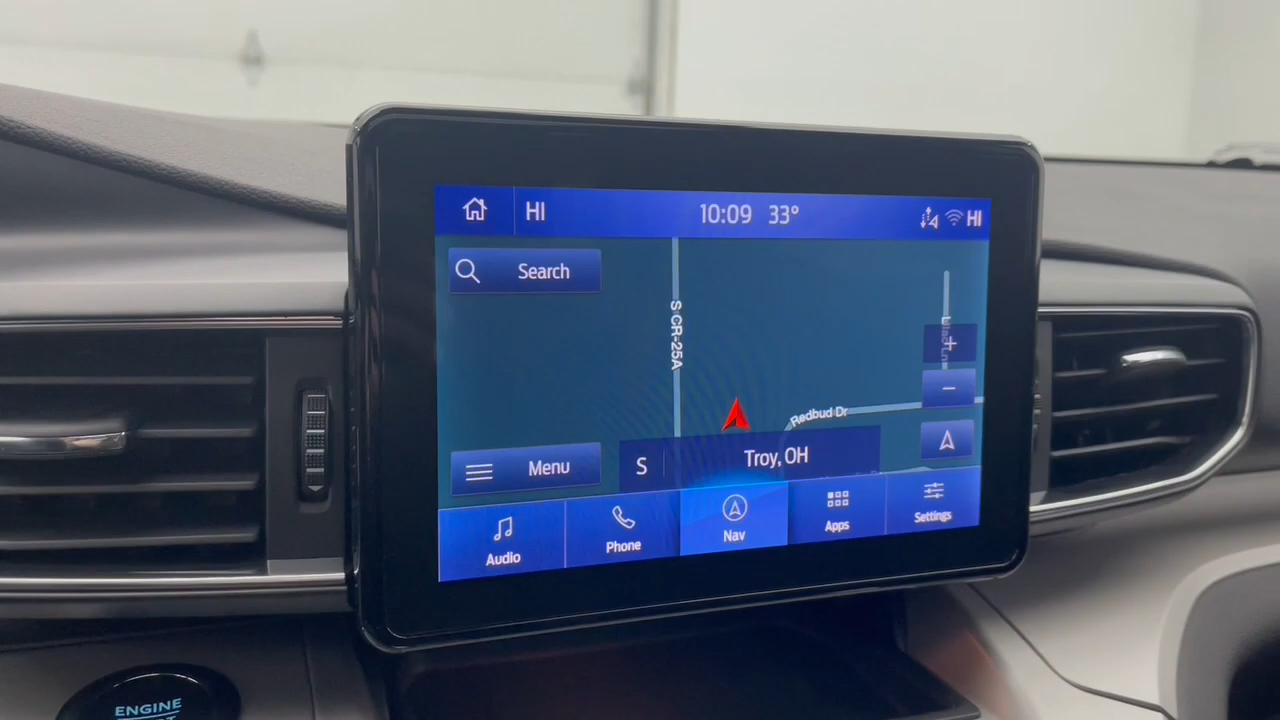 HI
10:09 33°
HI
Search
S CR-25A
+
−
Redbud Dr
S
Troy, OH
Menu
Audio
Phone
Nav
Apps
Settings
ENGINE